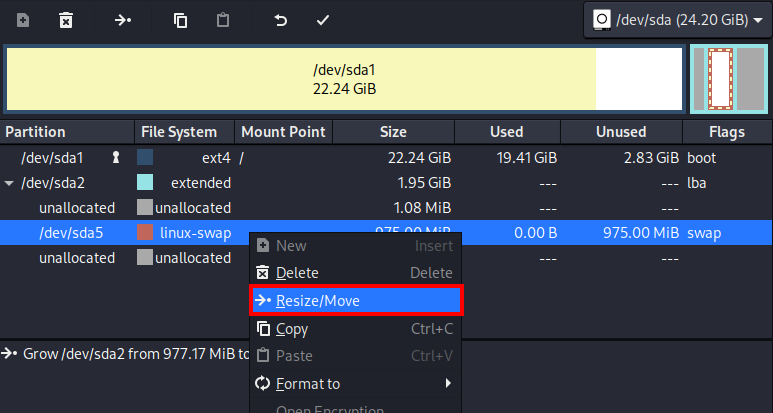 /dev/sda (24.20 GiB)
/dev/sda1
22.24 GiB
Partition File System Mount Point Size Used Unused Flags
/dev/sda1 ext4 / 22.24 GiB 19.41 GiB 2.83 GiB boot
/dev/sda2 extended 1.95 GiB --- --- lba
unallocated unallocated 1.08 MiB --- ---
/dev/sda5 linux-swap 975.00 MiB 0.00 B 975.00 MiB swap
unallocated unallocated --- ---
New Insert
Delete Delete
Resize/Move
Copy Ctrl+C
Paste Ctrl+V
Format to
Open Encryption
Grow /dev/sda2 from 977.17 MiB to